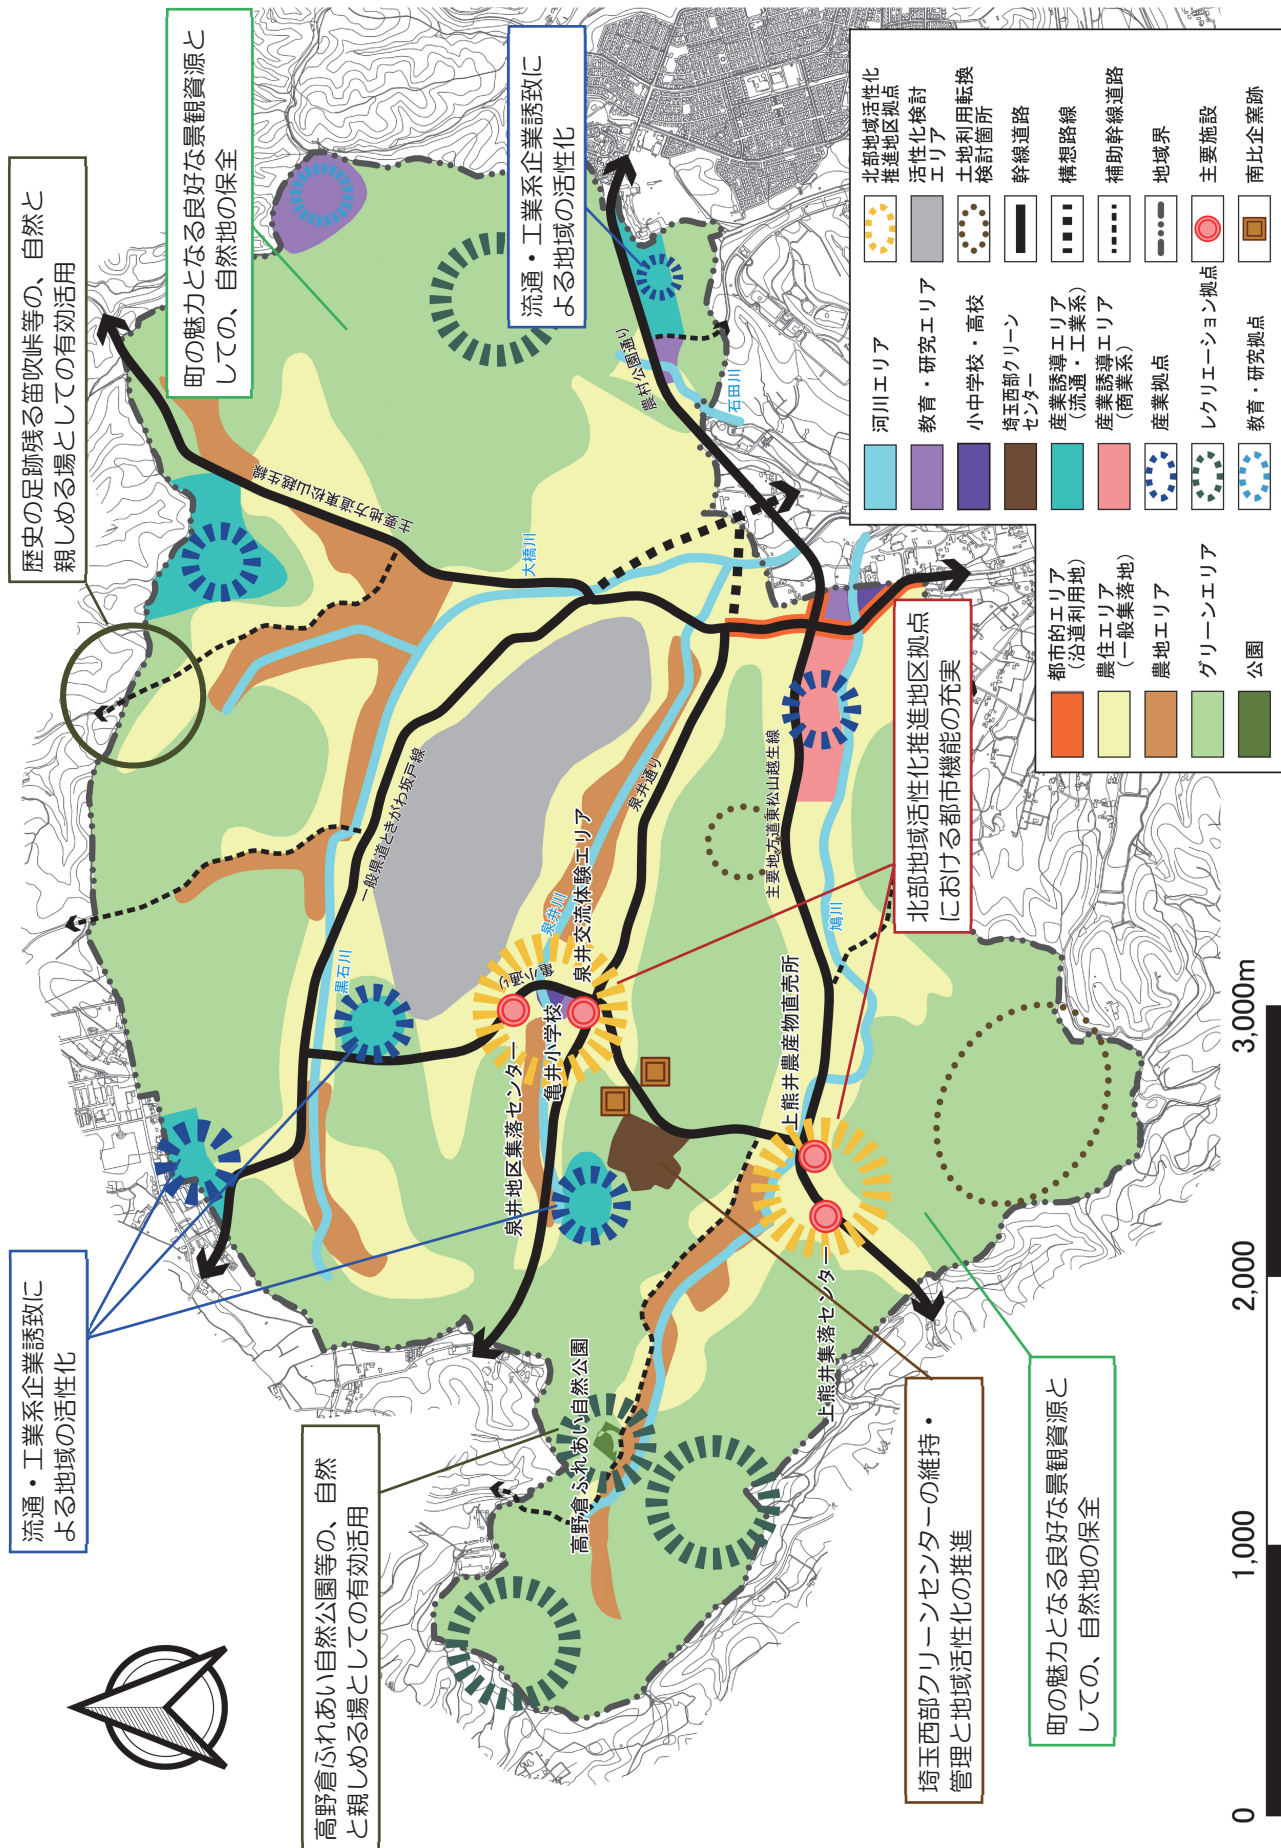 流通・工業系企業誘致に
よる地域の活性化
歴史の足跡残る笛吹峠等の、自然と
親しめる場としての有効活用
町の魅力となる良好な景観資源と
しての、自然地の保全
流通・工業系企業誘致に
よる地域の活性化
高野倉ふれあい自然公園等の、自然
と親しめる場としての有効活用
北部地域活性化推進地区拠点
における都市機能の充実
埼玉西部クリーンセンターの維持・
管理と地域活性化の推進
町の魅力となる良好な景観資源と
しての、自然地の保全
主要地方道東松山越生線
一般県道ときがわ坂戸線
大橋川
黒石川
農村公園通り
石田川
泉井川
亀小通り
泉井通り
泉井交流体験エリア
亀井小学校
泉井地区集落センター
主要地方道東松山越生線
鳩川
上熊井農産物直売所
上熊井集落センター
高野倉ふれあい自然公園
都市的エリア
(沿道利用地)
農住エリア
(一般集落地)
農地エリア
グリーンエリア
公園
河川エリア
教育・研究エリア
小中学校・高校
埼玉西部クリーン
センター
産業誘導エリア
(流通・工業系)
産業誘導エリア
(商業系)
産業拠点
レクリエーション拠点
教育・研究拠点
北部地域活性化
推進地区拠点
活性化検討
エリア
土地利用転換
検討箇所
幹線道路
構想路線
補助幹線道路
地域界
主要施設
南比企窯跡
0
1,000
2,000
3,000m